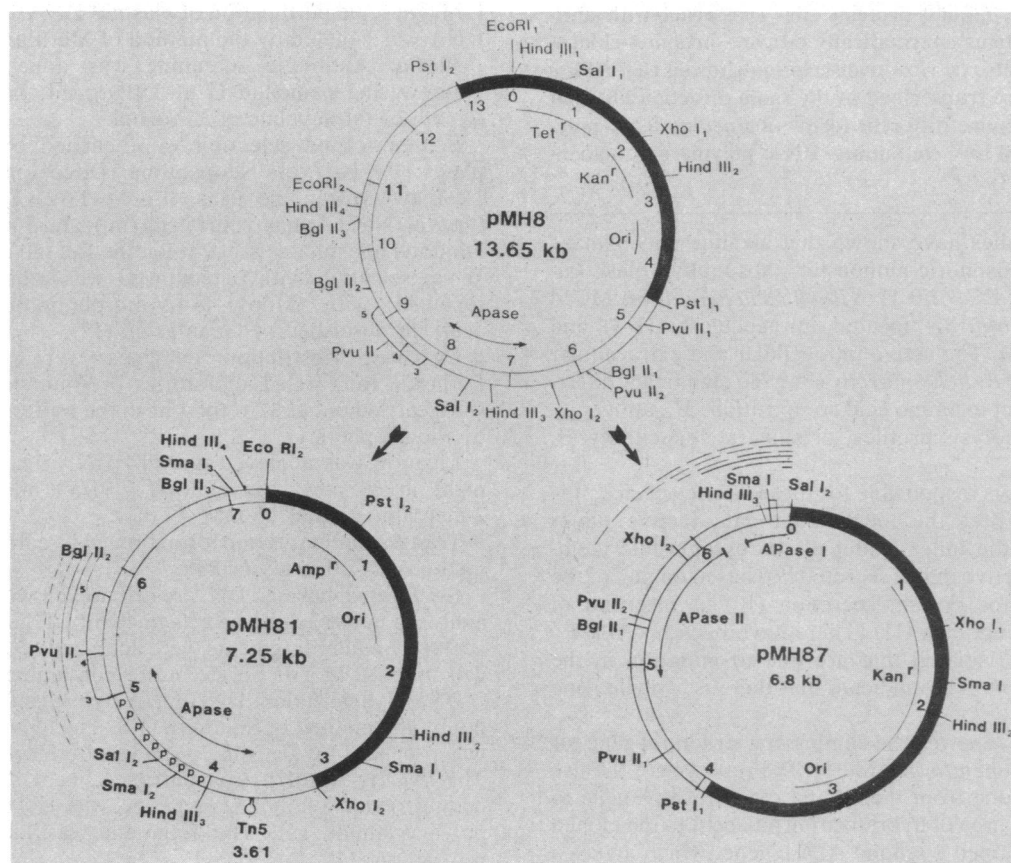 EcoRI₁
Hind III₁
Pst I₂
Sal I₁
13
0
1
12
Tetʳ
2
Xho I₁
Kanʳ
Hind III₂
EcoRI₂
11
3
Hind III₄
pMH8
Bgl II₃
13.65 kb
10
Ori
4
Bgl II₂
Pst I₁
9
5
Pvu II₁
5
Apase
Pvu II
8
6
4
3
7
Bgl II₁
Pvu II₂
Sal I₂
Hind III₃
Xho I₂
Hind III₄
Eco RI₂
Sma I₃
Bgl II₃
7
0
Pst I₂
Bgl II₂
Ampʳ
1
6
5
Ori
pMH81
7.25 kb
Pvu II
4
2
5
3
Apase
p p p p p p p p p p
Hind III₂
Sal I₂
4
3
Sma I₁
Sma I₂
Hind III₃
Xho I₂
Tn5
3.61
Sma I
Sal I₂
Hind III₃
0
Xho I₂
6
APase I
1
Pvu II₂
APase II
Bgl II₁
pMH87
Xho I₁
5
6.8 kb
Kanʳ
Sma I
2
Hind III₂
Pvu II₁
4
Ori
3
Pst I₁